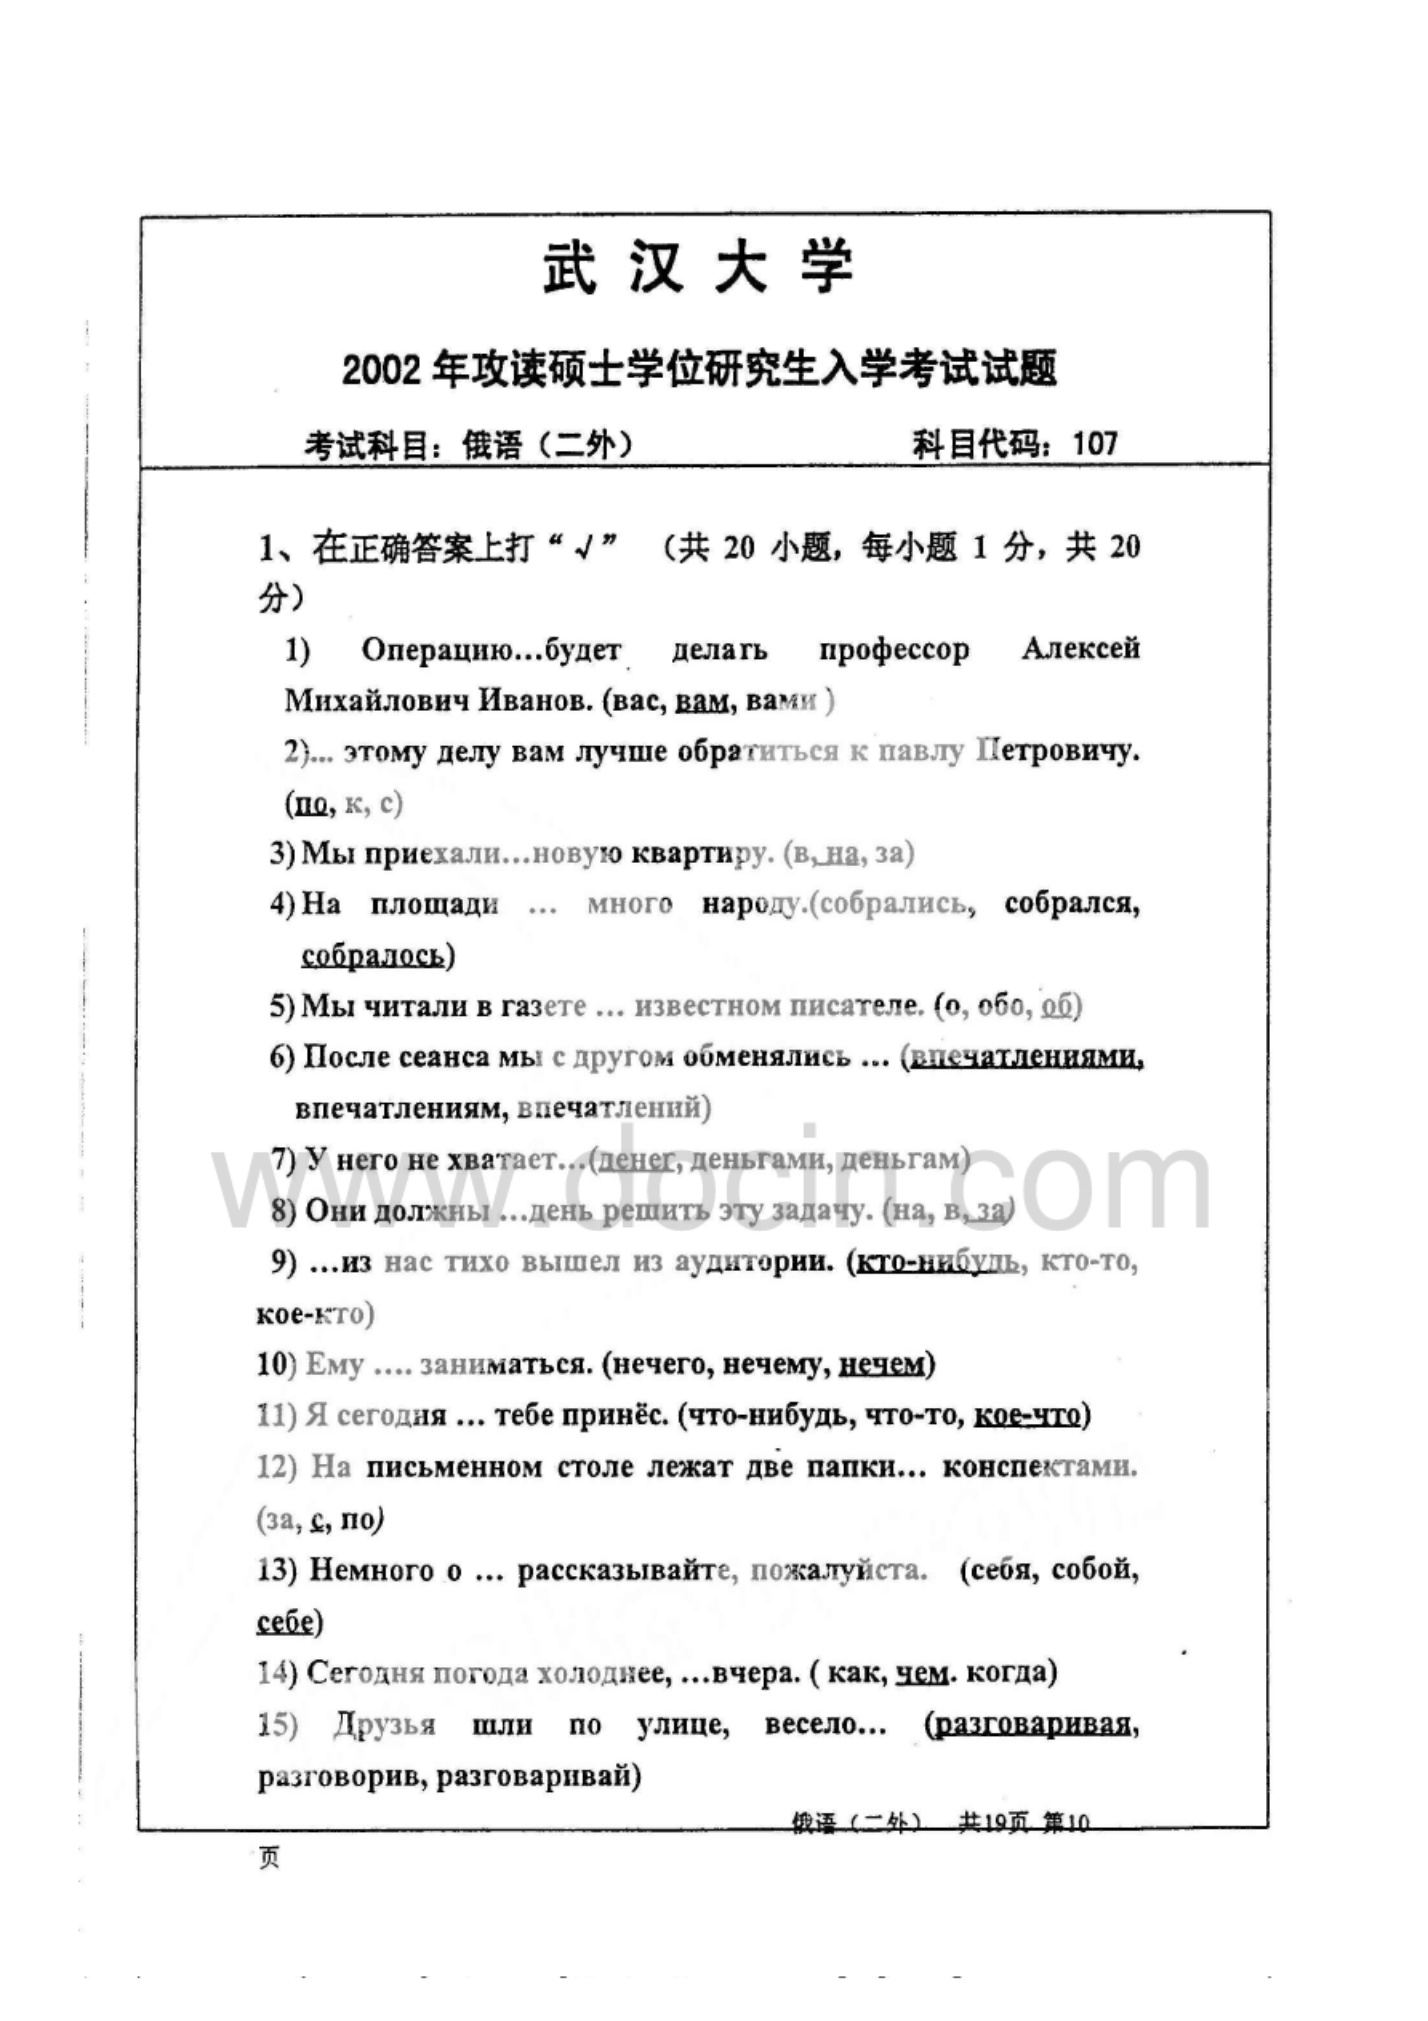 武汉大学
2002年攻读硕士学位研究生入学考试试题
考试科目：俄语（二外） 科目代码：107
1、在正确答案上打“√” （共 20 小题，每小题 1 分，共 20
分）
1) Операцию...будет делать профессор Алексей
Михайлович Иванов. (вас, вам, вами )
2)... этому делу вам лучше обратиться к павлу Петровичу.
(по, к, с)
3) Мы приехали...новую квартиру. (в, на, за)
4) На площади ... много народу.(собрались, собрался,
собралось)
5) Мы читали в газете ... известном писателе. (о, обо, об)
6) После сеанса мы с другом обменялись ... (впечатлениями,
впечатлениям, впечатлений)
7) У него не хватает...(денег, деньгами, деньгам)
www.docin.com
8) Они должны ...день решить эту задачу. (на, в, за)
9) ...из нас тихо вышел из аудитории. (кто-нибудь, кто-то,
кое-кто)
10) Ему .... заниматься. (нечего, нечему, нечем)
11) Я сегодня ... тебе принёс. (что-нибудь, что-то, кое-что)
12) На письменном столе лежат две папки... конспектами.
(за, с, по)
13) Немного о ... рассказывайте, пожалуйста. (себя, собой,
себе)
14) Сегодня погода холоднее, ...вчера. ( как, чем. когда)
15) Друзья шли по улице, весело... (разговаривая,
разговорив, разговаривай)
俄语（二外） 共19页 第10
页